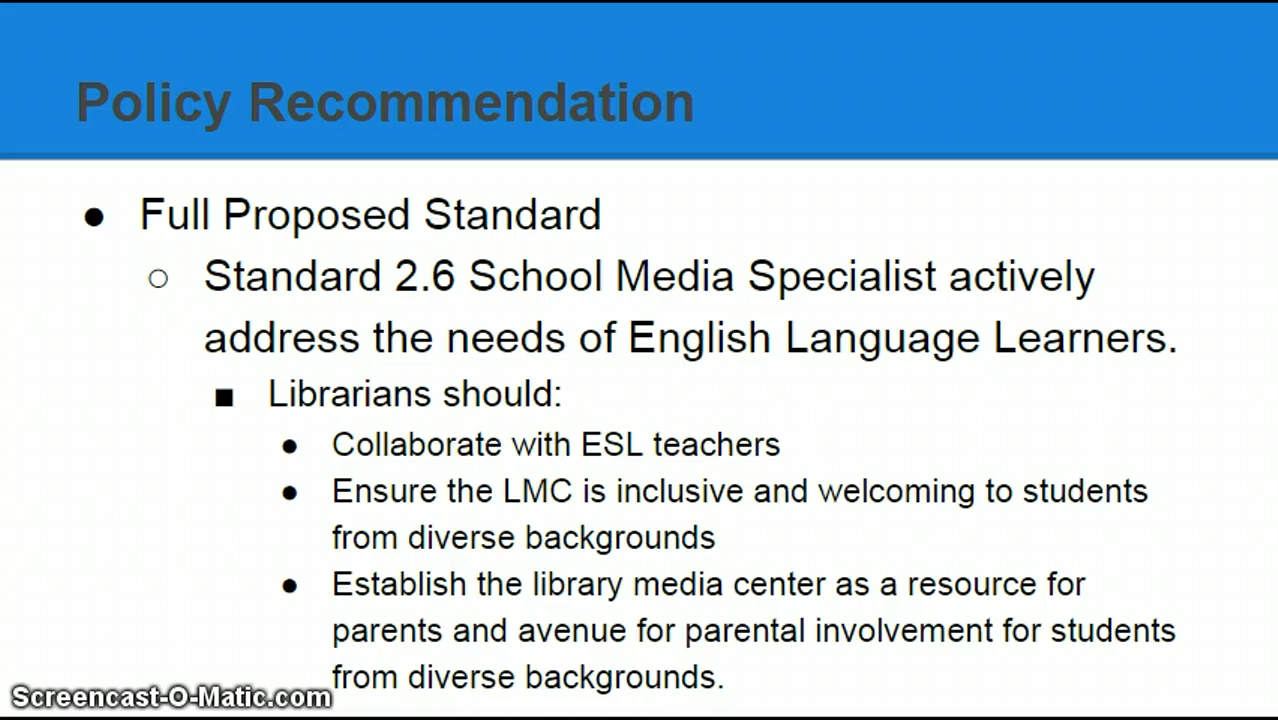 Policy Recommendation
● Full Proposed Standard
○ Standard 2.6 School Media Specialist actively
address the needs of English Language Learners.
■ Librarians should:
● Collaborate with ESL teachers
● Ensure the LMC is inclusive and welcoming to students
from diverse backgrounds
● Establish the library media center as a resource for
parents and avenue for parental involvement for students
from diverse backgrounds.
Screencast-O-Matic.com